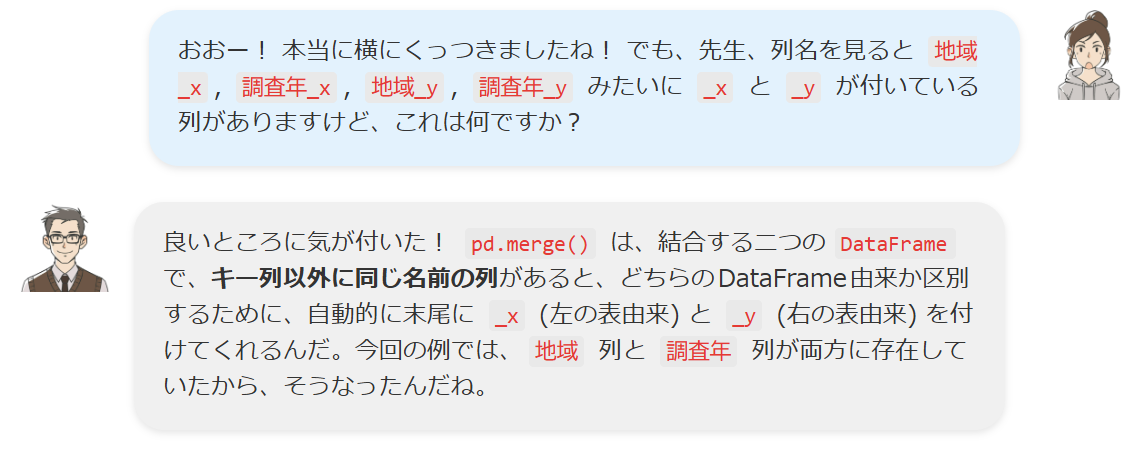 おおー！ 本当に横にくっつきましたね！ でも、先生、列名を見ると 地域
_x , 調査年_x , 地域_y , 調査年_y みたいに _x と _y が付いている
列がありますけど、これは何ですか？
良いところに気が付いた！ pd.merge() は、結合する二つの DataFrame
で、キー列以外に同じ名前の列があると、どちらのDataFrame由来か区別
するために、自動的に末尾に _x (左の表由来) と _y (右の表由来) を付
けてくれるんだ。今回の例では、 地域 列と 調査年 列が両方に存在して
いたから、そうなったんだね。